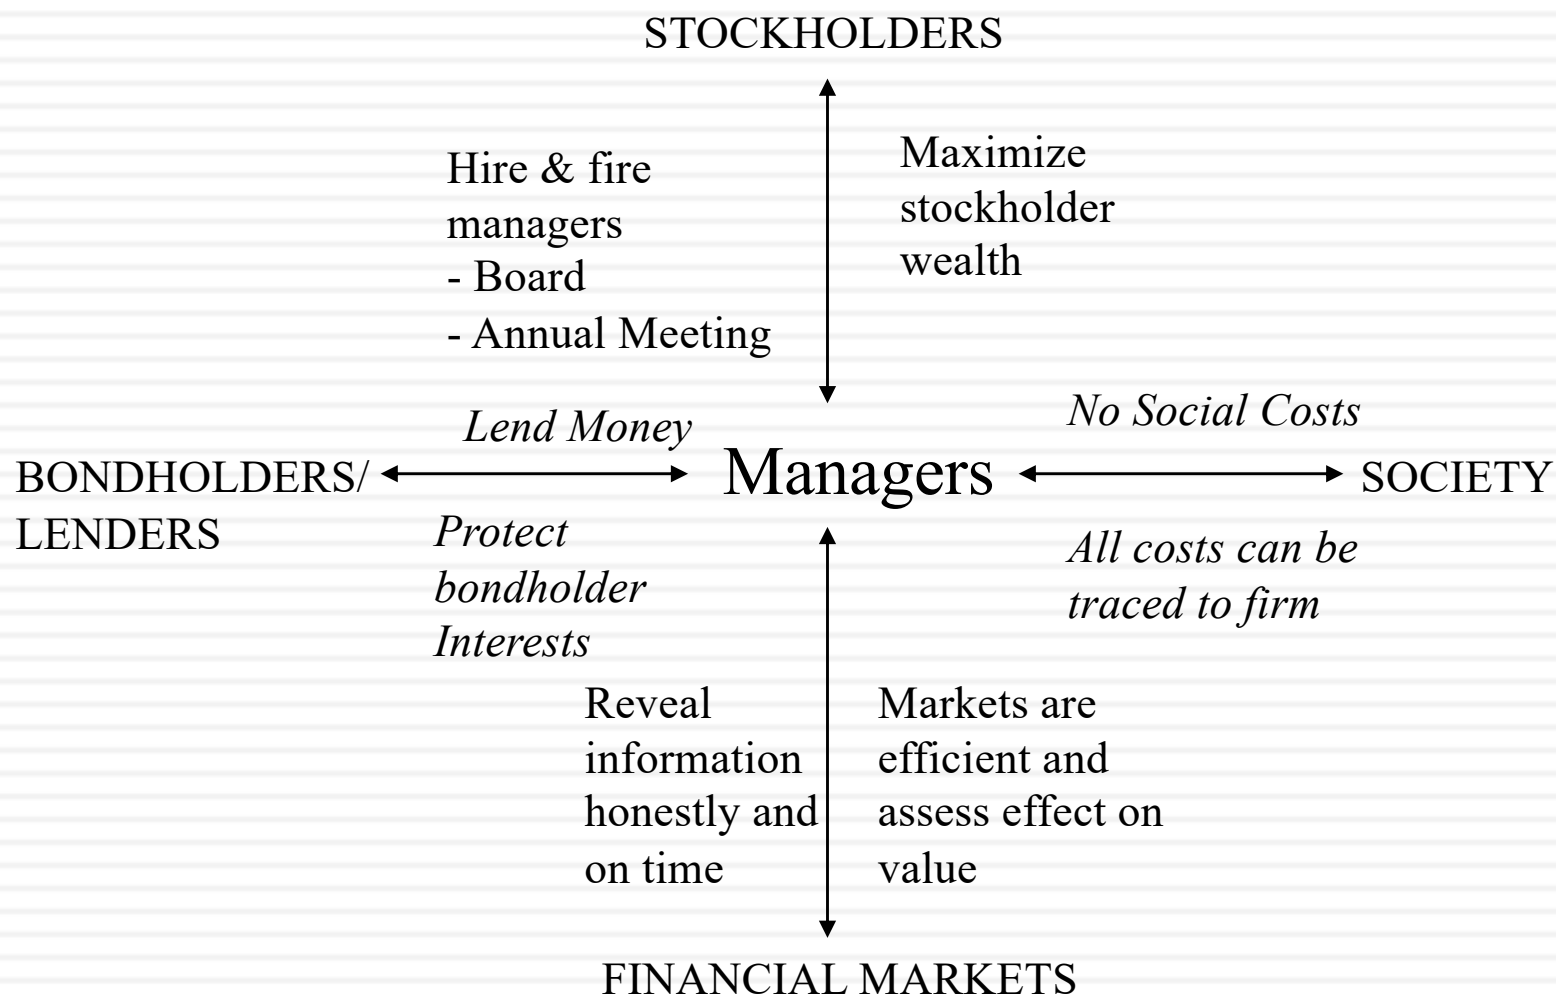 STOCKHOLDERS
Hire & fire
managers
- Board
- Annual Meeting
Maximize
stockholder
wealth
Lend Money
No Social Costs
BONDHOLDERS/
LENDERS
Managers
SOCIETY
Protect
bondholder
Interests
All costs can be
traced to firm
Reveal
information
honestly and
on time
Markets are
efficient and
assess effect on
value
FINANCIAL MARKETS